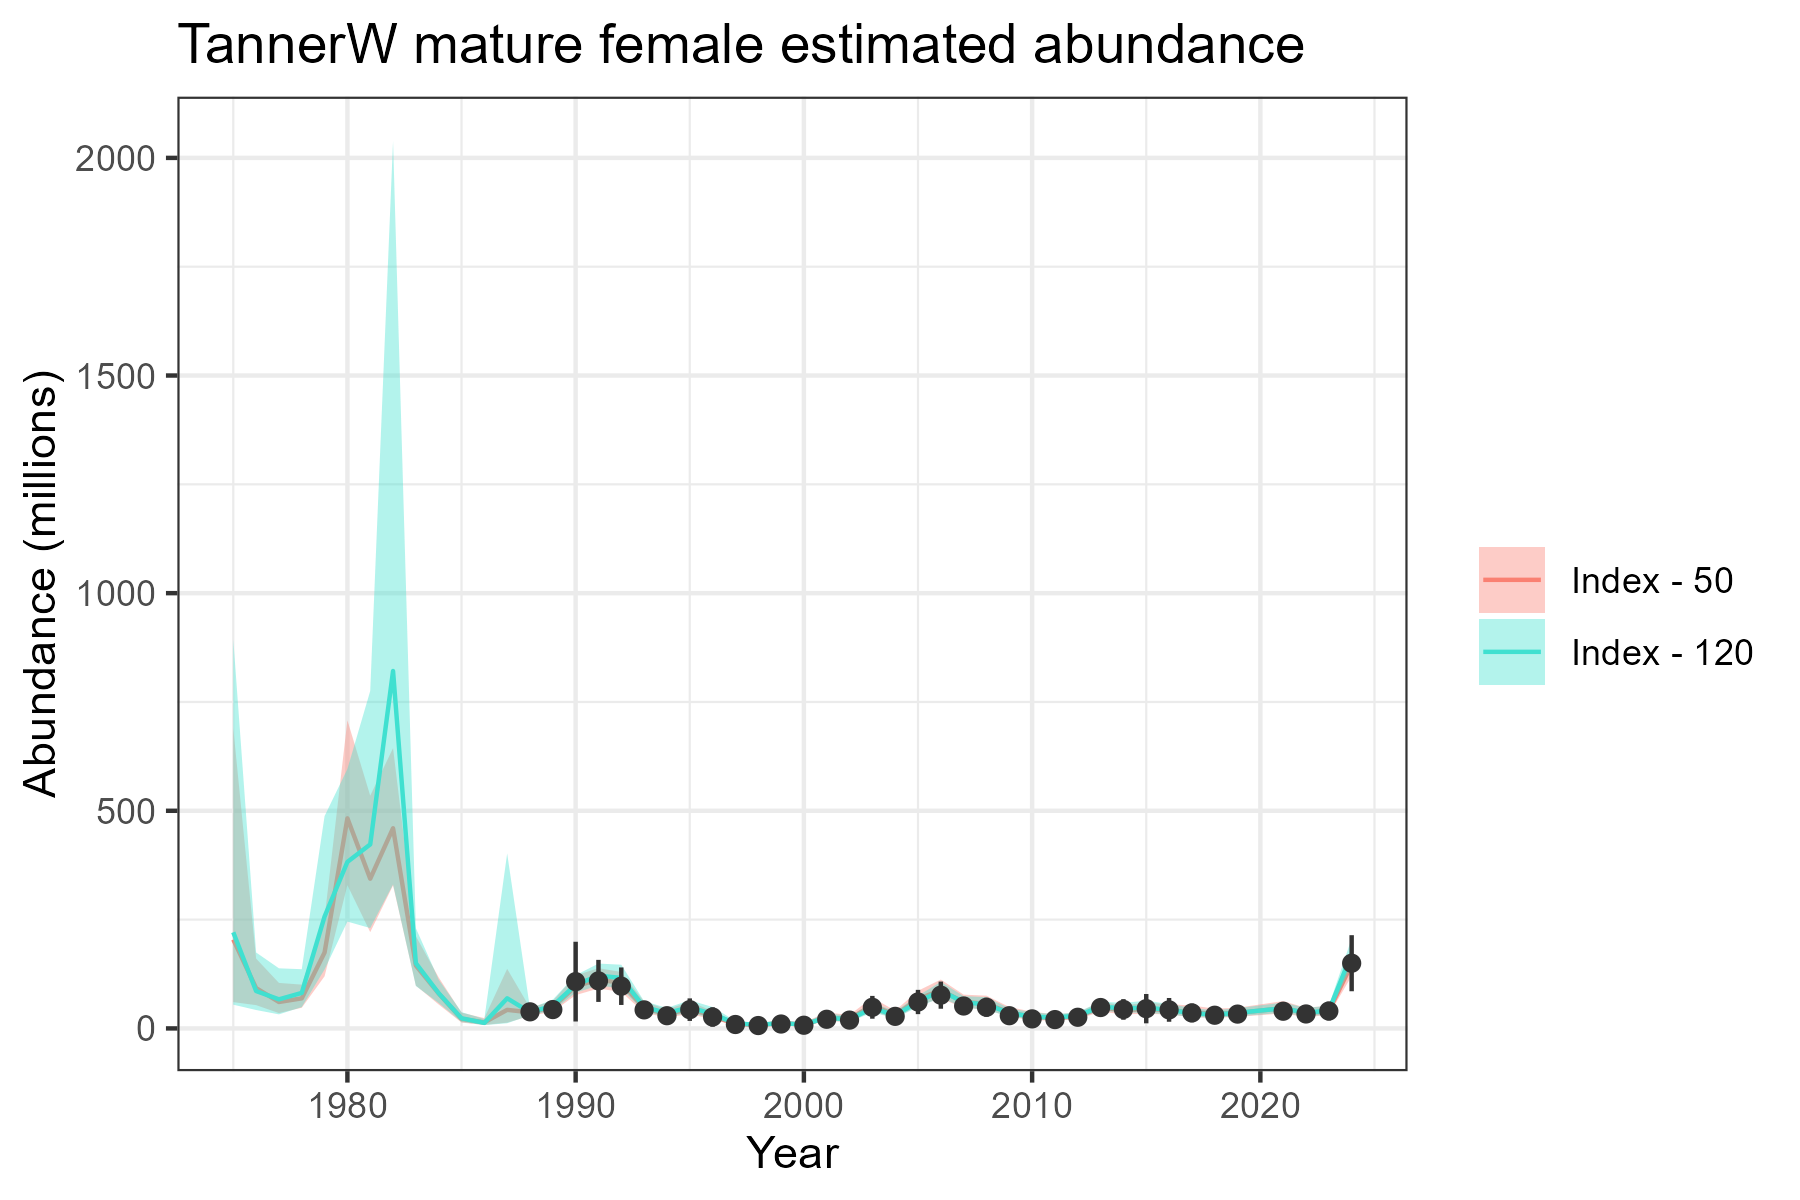 TannerW mature female estimated abundance
Abundance (millions)
2000
1500
1000
500
0
1980 1990 2000 2010 2020
Year
Index - 50
Index - 120